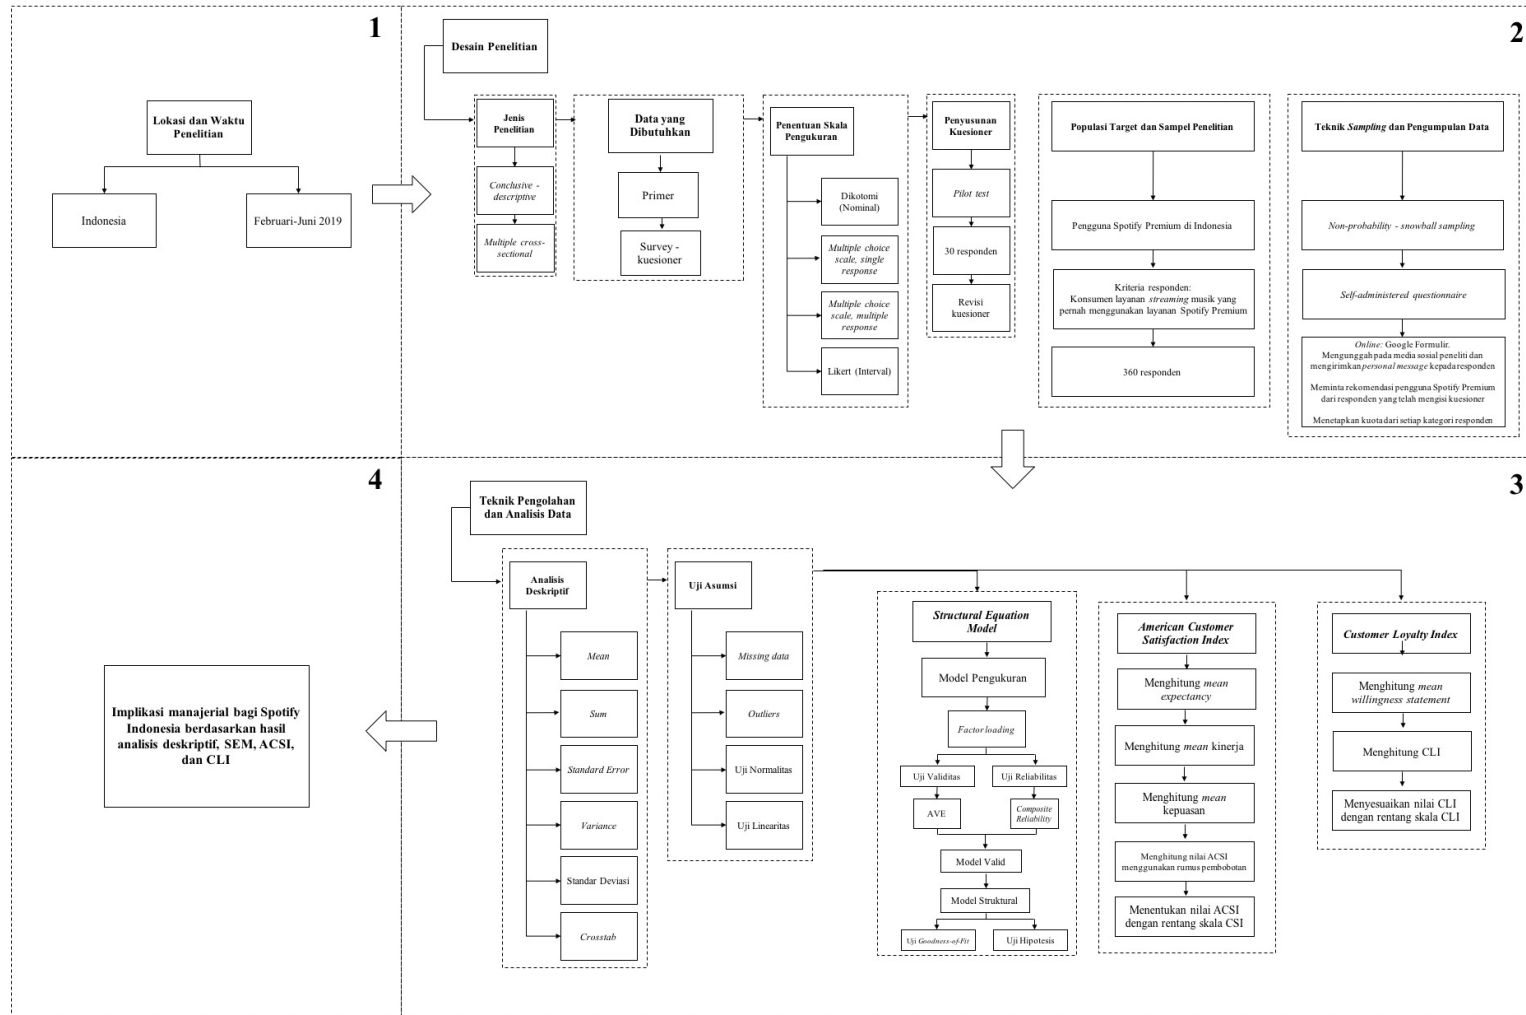 1
Lokasi dan Waktu
Penelitian
Indonesia
Februari-Juni 2019
2
Desain Penelitian
Jenis
Penelitian
Conclusive -
descriptive
Multiple cross-
sectional
Data yang
Dibutuhkan
Primer
Survey -
kuesioner
Penentuan Skala
Pengukuran
Dikotomi
(Nominal)
Multiple choice
scale, single
response
Multiple choice
scale, multiple
response
Likert (Interval)
Penyusunan
Kuesioner
Pilot test
30 responden
Revisi
kuesioner
Populasi Target dan Sampel Penelitian
Pengguna Spotify Premium di Indonesia
Kriteria responden:
Konsumen layanan streaming musik yang
pernah menggunakan layanan Spotify Premium
360 responden
Teknik Sampling dan Pengumpulan Data
Non-probability - snowball sampling
Self-administered questionnaire
Online: Google Formulir.
Mengunggah pada media sosial peneliti dan
mengirimkan personal message kepada responden
Meminta rekomendasi pengguna Spotify Premium
dari responden yang telah mengisi kuesioner
Menetapkan kuota dari setiap kategori responden
3
Teknik Pengolahan
dan Analisis Data
Analisis
Deskriptif
Mean
Sum
Standard Error
Variance
Standar Deviasi
Crosstab
Uji Asumsi
Missing data
Outliers
Uji Normalitas
Uji Linearitas
Structural Equation
Model
Model Pengukuran
Factor loading
Uji Validitas
Uji Reliabilitas
AVE
Composite
Reliability
Model Valid
Model Struktural
Uji Goodness-of-Fit
Uji Hipotesis
American Customer
Satisfaction Index
Menghitung mean
expectancy
Menghitung mean kinerja
Menghitung mean
kepuasan
Menghitung nilai ACSI
menggunakan rumus pembobotan
Menentukan nilai ACSI
dengan rentang skala CSI
Customer Loyalty Index
Menghitung mean
willingness statement
Menghitung CLI
Menyesuaikan nilai CLI
dengan rentang skala CLI
4
Implikasi manajerial bagi Spotify
Indonesia berdasarkan hasil
analisis deskriptif, SEM, ACSI,
dan CLI